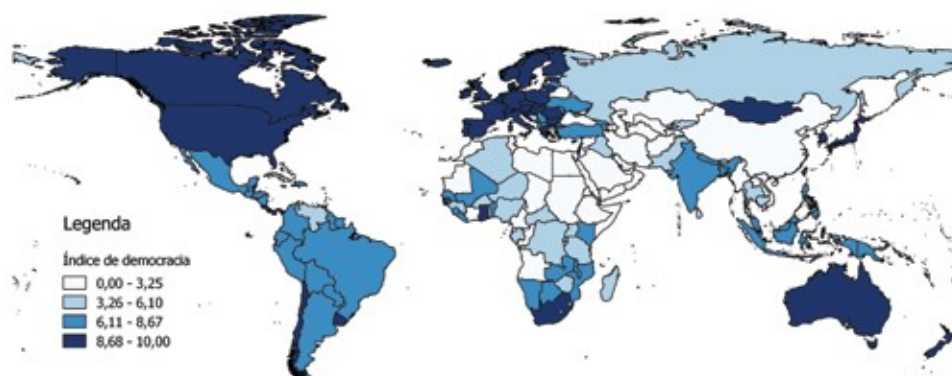 Legenda
Índice de democracia
0,00 - 3,25
3,26 - 6,10
6,11 - 8,67
8,68 - 10,00